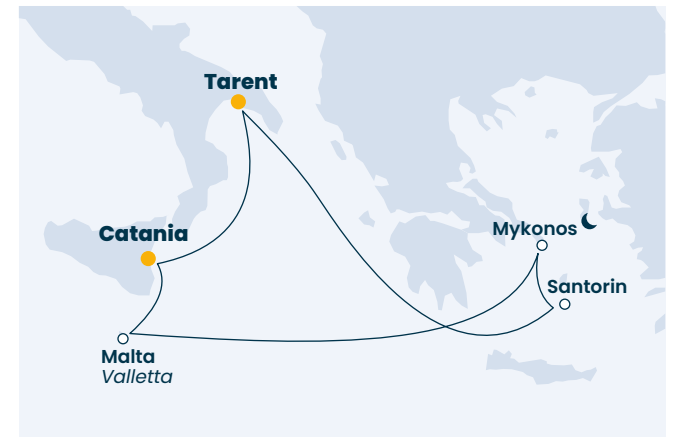 Tarent
Catania
Mykonos
Santorin
Malta
Valletta